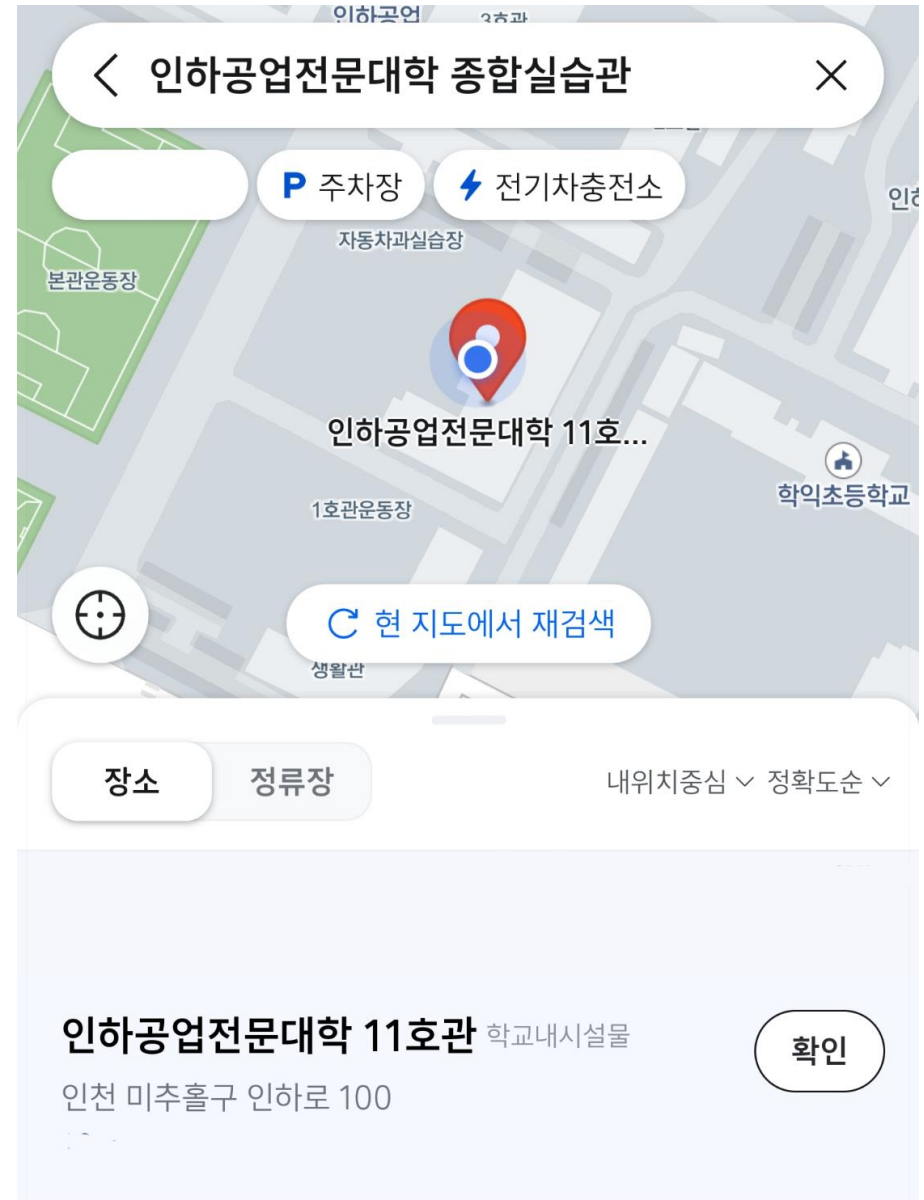 인하공업
3호관
인하공업전문대학 종합실습관
P 주차장
전기차충전소
자동차과실습장
본관운동장
인하공업전문대학 11호...
학익초등학교
1호관운동장
현 지도에서 재검색
생활관
장소
정류장
내위치중심
정확도순
인하공업전문대학 11호관 학교내시설물
확인
인천 미추홀구 인하로 100